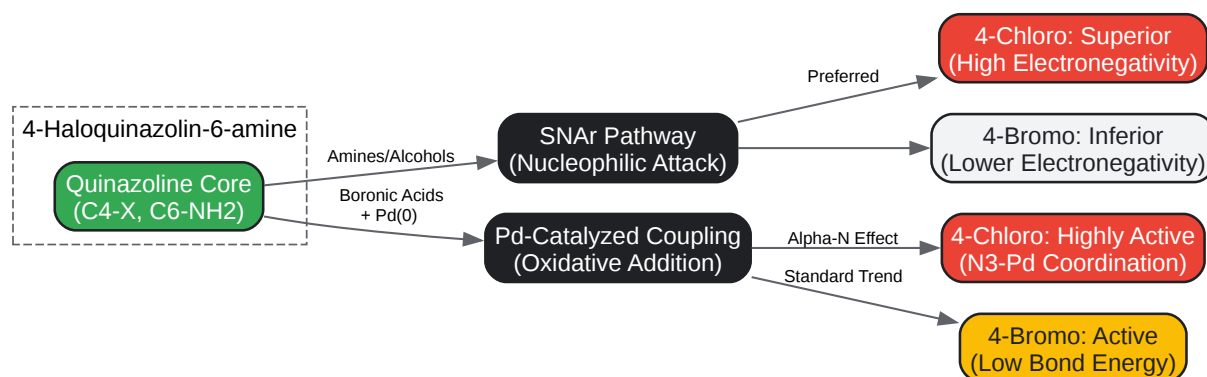 4-Haloquinazolin-6-amine
Quinazoline Core
(C4-X, C6-NH2)
Amines/Alcohols
Boronic Acids
+ Pd(0)
SNAr Pathway
(Nucleophilic Attack)
Pd-Catalyzed Coupling
(Oxidative Addition)
Preferred
Alpha-N Effect
Standard Trend
4-Chloro: Superior
(High Electronegativity)
4-Bromo: Inferior
(Lower Electronegativity)
4-Chloro: Highly Active
(N3-Pd Coordination)
4-Bromo: Active
(Low Bond Energy)